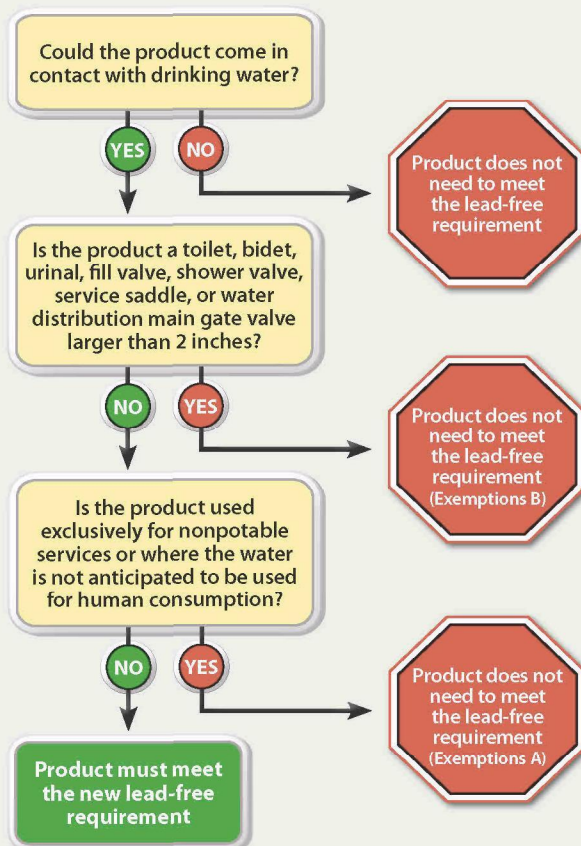 Could the product come in
contact with drinking water?
YES
NO
Product does not
need to meet
the lead-free
requirement
Is the product a toilet, bidet,
urinal, fill valve, shower valve,
service saddle, or water
distribution main gate valve
larger than 2 inches?
NO
YES
Product does not
need to meet
the lead-free
requirement
(Exemptions B)
Is the product used
exclusively for nonpotable
services or where the water
is not anticipated to be used
for human consumption?
NO
YES
Product does not
need to meet
the lead-free
requirement
(Exemptions A)
Product must meet
the new lead-free
requirement